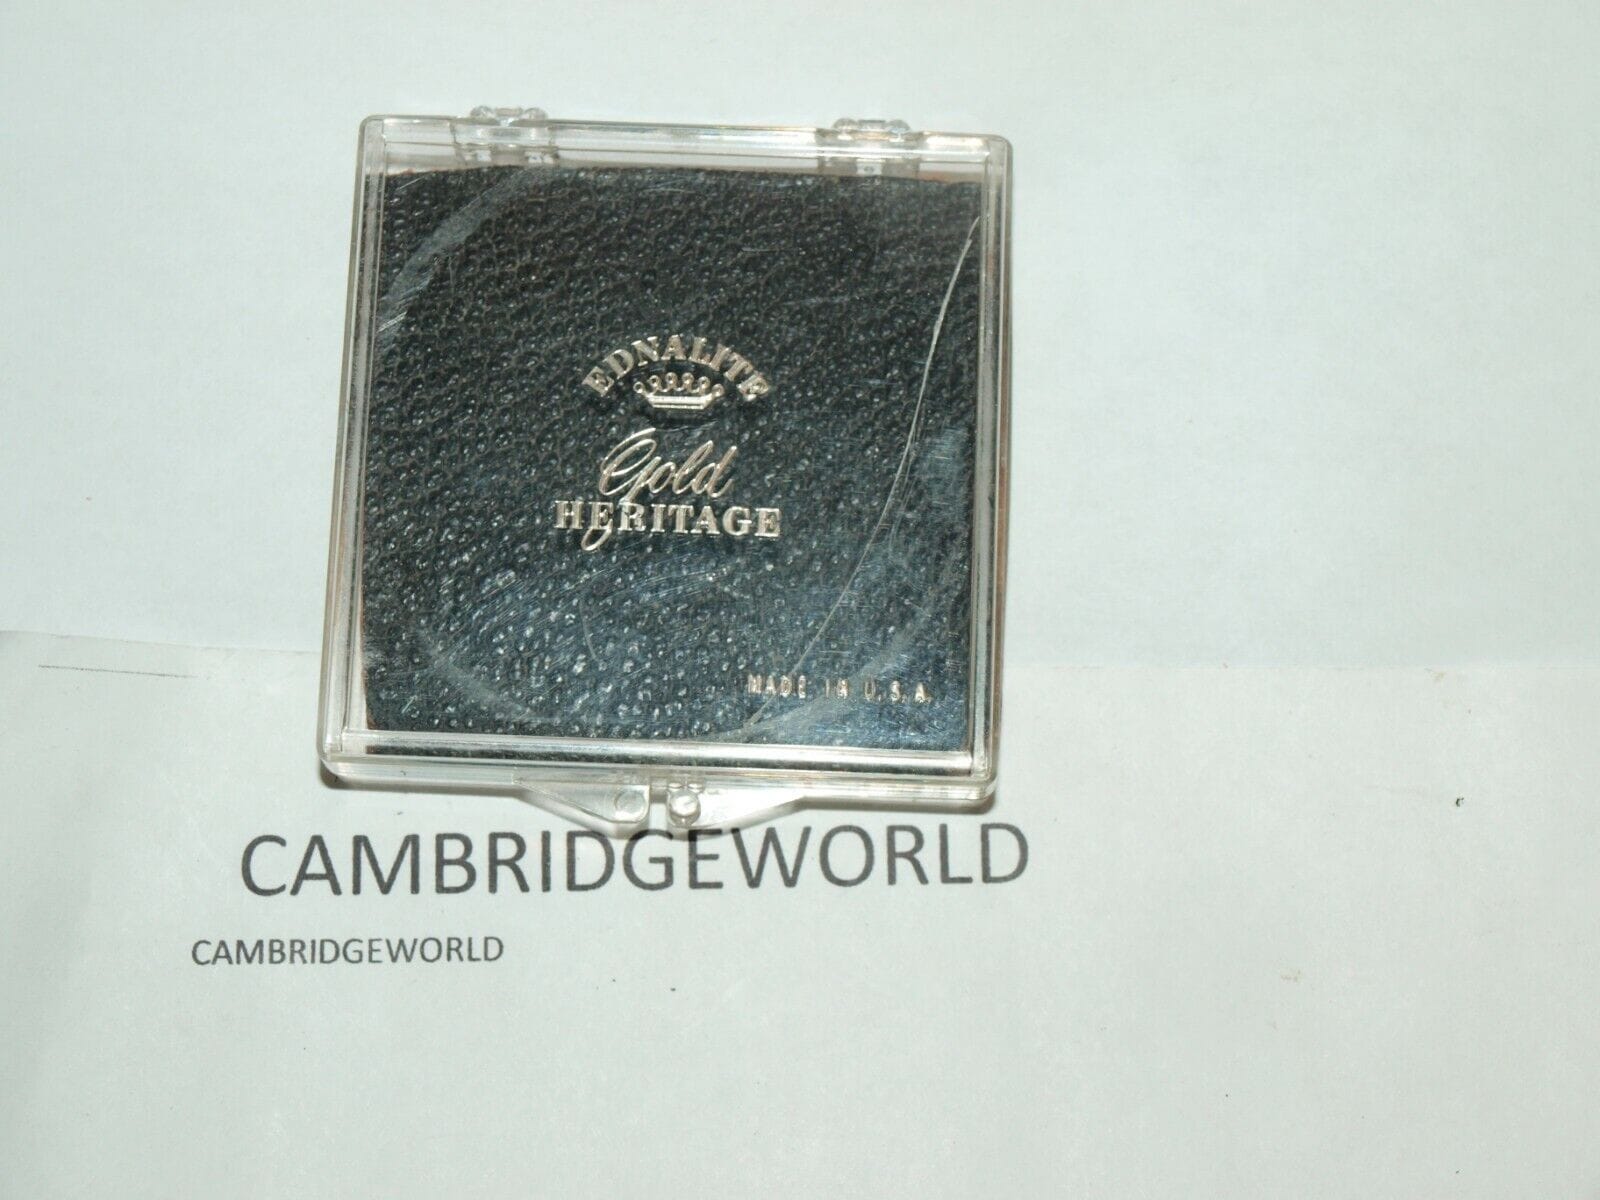 EDNALITE
Gold
HERITAGE
MADE IN U.S.A.
CAMBRIDGEWORLD
CAMBRIDGEWORLD